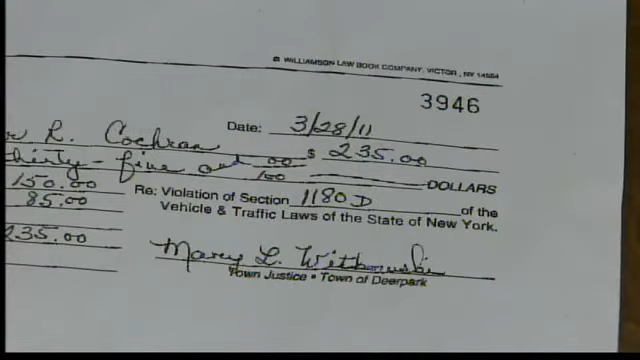 © WILLIAMSON LAW BOOK COMPANY, VICTOR, NY 14564
3946
Date: 3/28/11
R. Cochran $ 235.00
thirty-five and 00/100 DOLLARS
150.00
85.00
235.00
Re: Violation of Section 1180 D of the
Vehicle & Traffic Laws of the State of New York.
Mary L.
Town Justice • Town of Deerpark